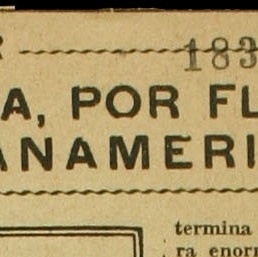 R
183
A, POR FL
ANAMERI
termina
ra enorm